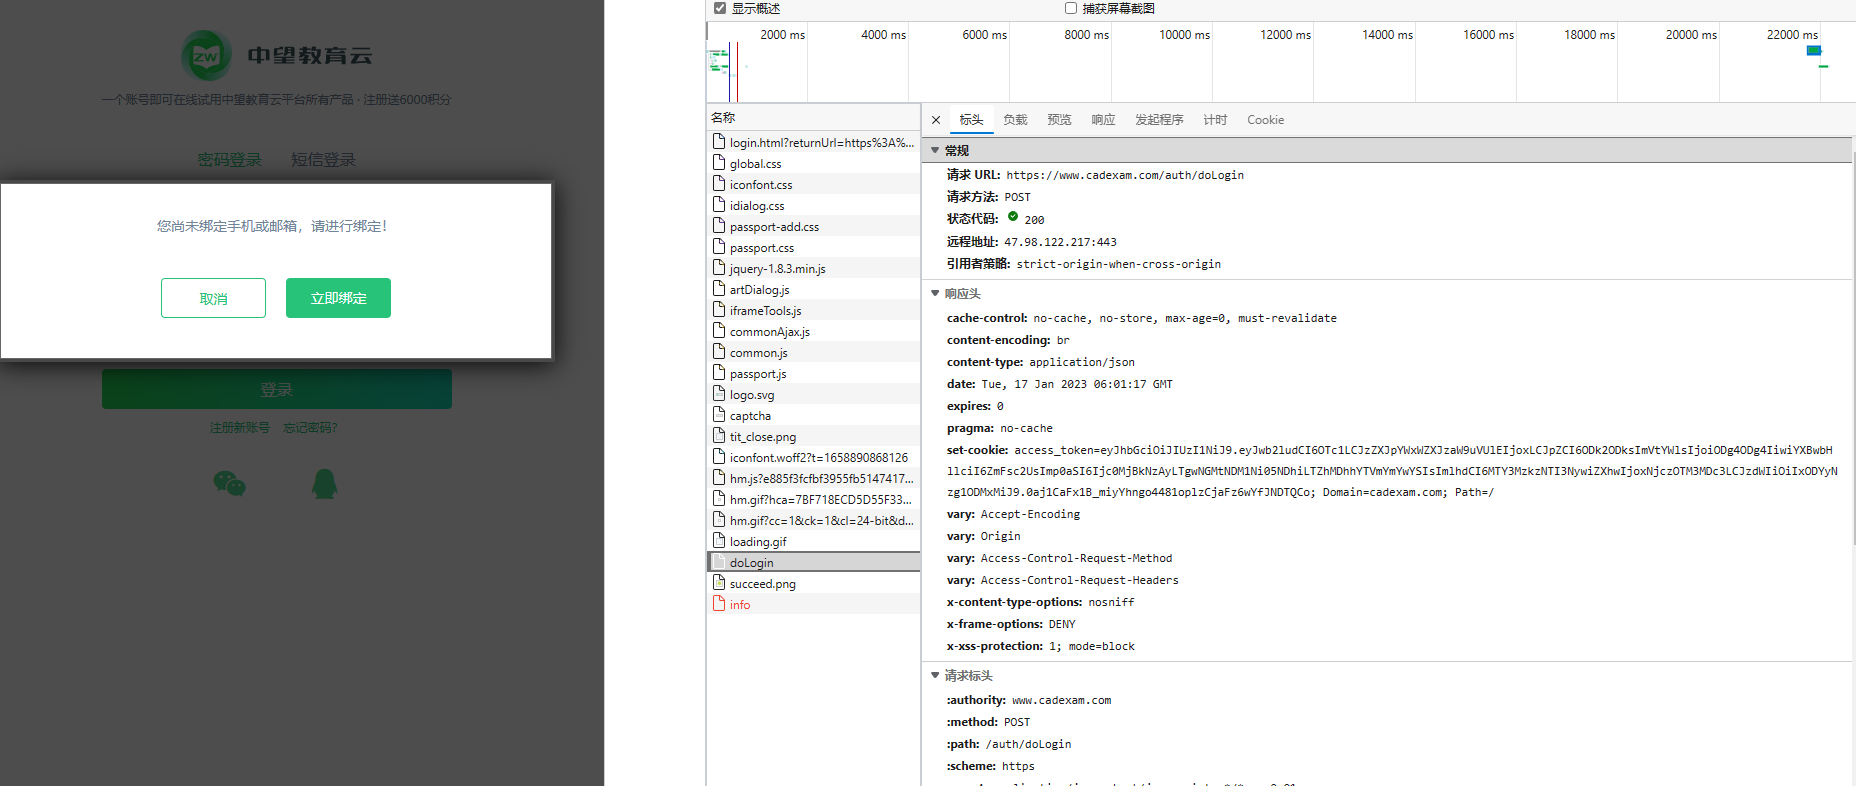 中望教育云
一个账号即可在线试用中望教育云平台所有产品 · 注册送6000积分
密码登录 短信登录
您尚未绑定手机或邮箱，请进行绑定！
取消 立即绑定
登录
注册新账号 忘记密码?
显示概述 捕获屏幕截图
2000 ms 4000 ms 6000 ms 8000 ms 10000 ms 12000 ms 14000 ms 16000 ms 18000 ms 20000 ms 22000 ms
名称
login.html?returnUrl=https%3A%...
global.css
iconfont.css
idialog.css
passport-add.css
passport.css
jquery-1.8.3.min.js
artDialog.js
iframeTools.js
commonAjax.js
common.js
passport.js
logo.svg
captcha
tit_close.png
iconfont.woff2?t=1658890868126
hm.js?e885f3fcfbf3955fb5147417...
hm.gif?hca=7BF718ECD5D55F33...
hm.gif?cc=1&ck=1&cl=24-bit&d...
loading.gif
doLogin
succeed.png
info
标头 负载 预览 响应 发起程序 计时 Cookie
常规
请求 URL: https://www.cadexam.com/auth/doLogin
请求方法: POST
状态代码: 200
远程地址: 47.98.122.217:443
引用者策略: strict-origin-when-cross-origin
响应头
cache-control: no-cache, no-store, max-age=0, must-revalidate
content-encoding: br
content-type: application/json
date: Tue, 17 Jan 2023 06:01:17 GMT
expires: 0
pragma: no-cache
set-cookie: access_token=
Domain=cadexam.com; Path=/
vary: Accept-Encoding
vary: Origin
vary: Access-Control-Request-Method
vary: Access-Control-Request-Headers
x-content-type-options: nosniff
x-frame-options: DENY
x-xss-protection: 1; mode=block
请求标头
:authority: www.cadexam.com
:method: POST
:path: /auth/doLogin
:scheme: https